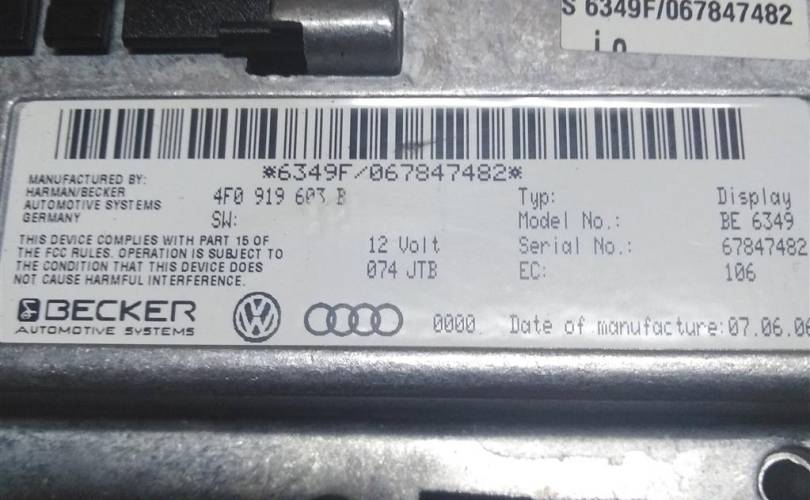 S 6349F/067847482
*6349F/067847482*
MANUFACTURED BY:
HARMAN/BECKER
AUTOMOTIVE SYSTEMS
GERMANY
4F0 919 603 B
SW:
Typ: Display
Model No.: BE 6349
Serial No.: 67847482
EC: 106
12 Volt
074 JTB
THIS DEVICE COMPLIES WITH PART 15 OF
THE FCC RULES. OPERATION IS SUBJECT TO
THE CONDITION THAT THIS DEVICE DOES
NOT CAUSE HARMFUL INTERFERENCE.
BECKER
AUTOMOTIVE SYSTEMS
0000
Date of manufacture:07.06.06